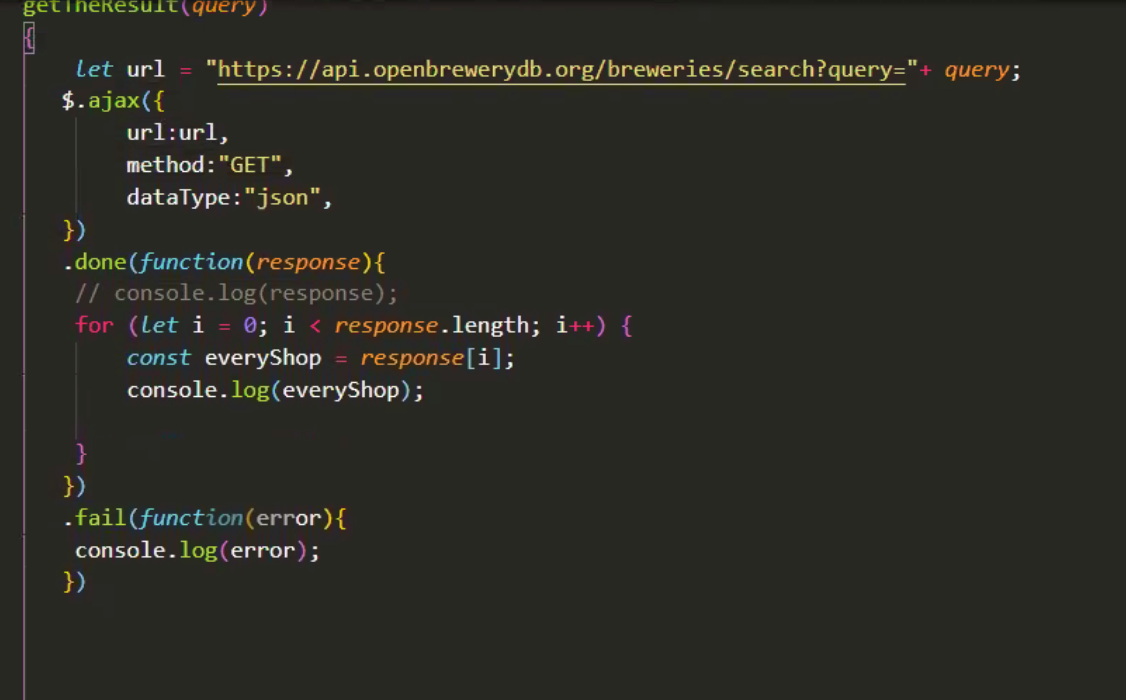 getTheResult(query)
{
let url = "https://api.openbrewerydb.org/breweries/search?query="+ query;
$.ajax({
url:url,
method:"GET",
dataType:"json",
})
.done(function(response){
// console.log(response);
for (let i = 0; i < response.length; i++) {
const everyShop = response[i];
console.log(everyShop);
}
})
.fail(function(error){
console.log(error);
})